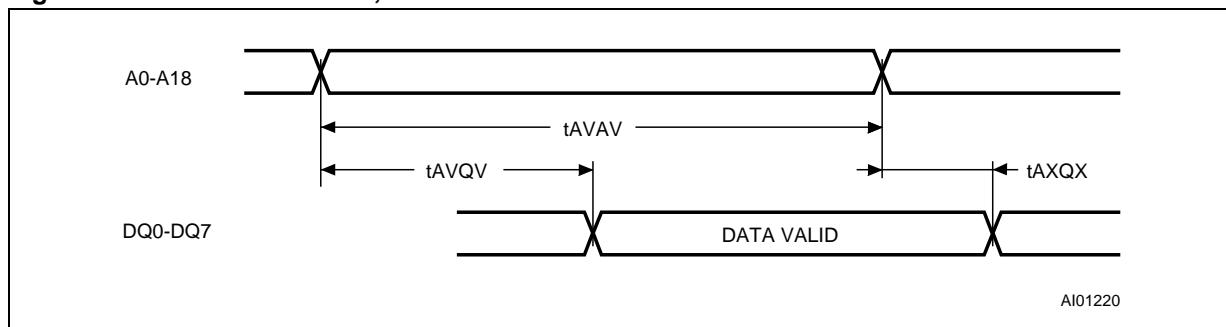 A0-A18
tAVAV
tAVQV
tAXQX
DQ0-DQ7
DATA VALID
AI01220